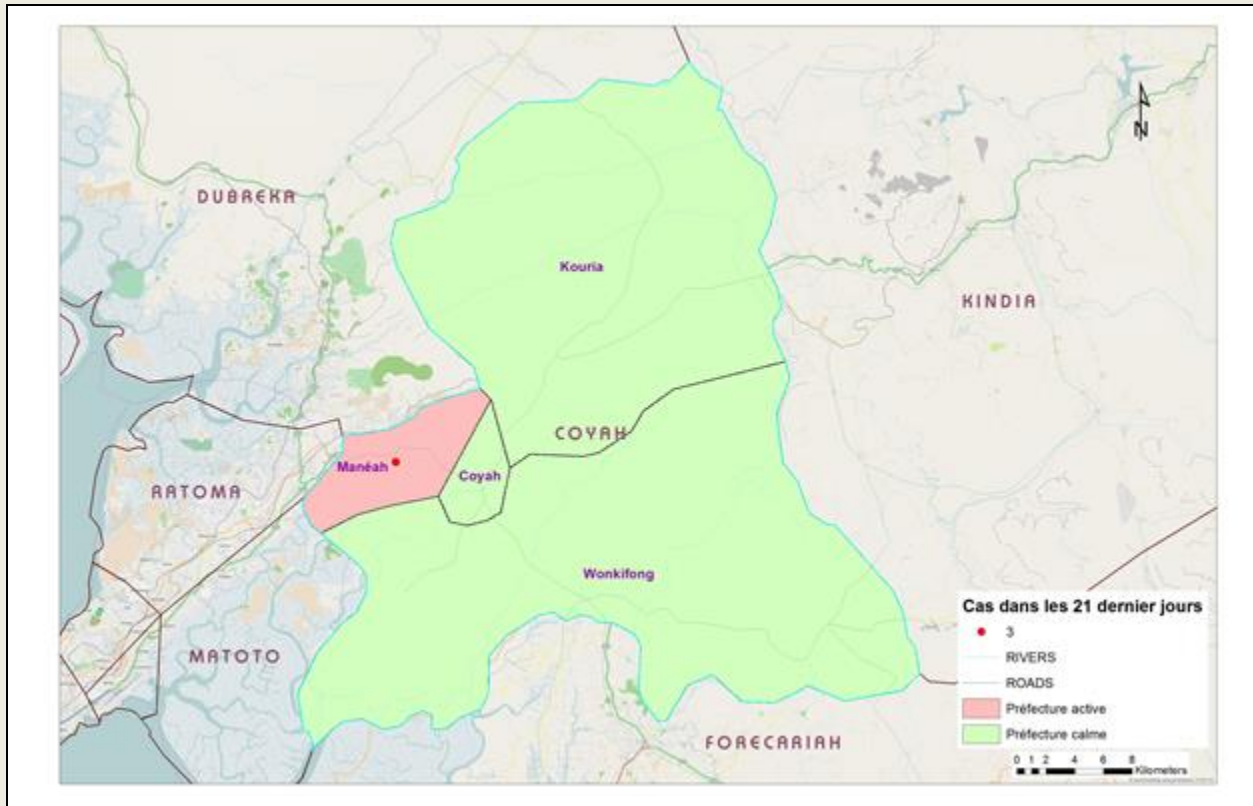 N
DUBREKA
Kouria
KINDIA
COYAH
Manéah
Coyah
RATOMA
Wonkifong
MATOTO
FORECARIAH
Cas dans les 21 dernier jours
3
RIVERS
ROADS
Préfecture active
Préfecture calme
0 1 2 4 6 8
Kilometers